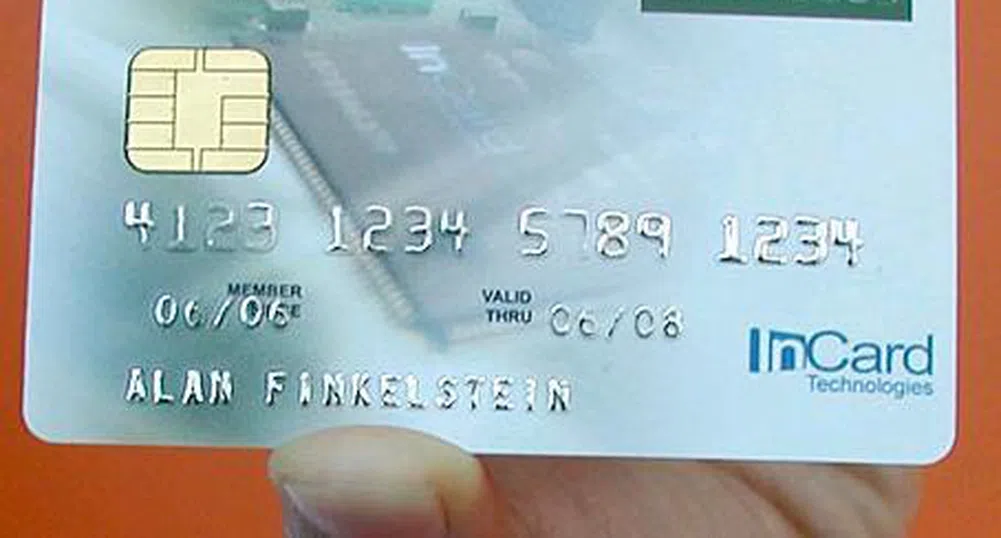 4123 1234 5789 1234
MEMBER
06/06
VALID
THRU 06/08
InCard
Technologies
ALAN FINKELSTEIN